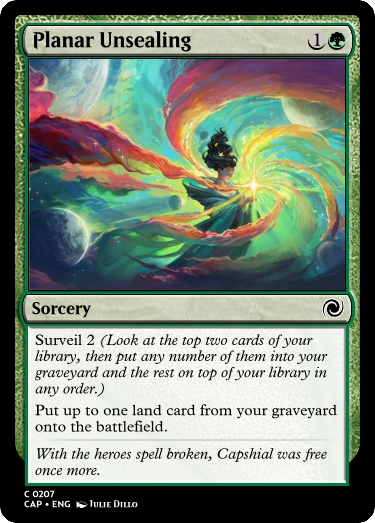 Planar Unsealing 1
Sorcery
Surveil 2 (Look at the top two cards of your
library, then put any number of them into your
graveyard and the rest on top of your library in
any order.)
Put up to one land card from your graveyard
onto the battlefield.
With the heroes spell broken, Capshial was free
once more.
C 0207
CAP • ENG Julie Dillo